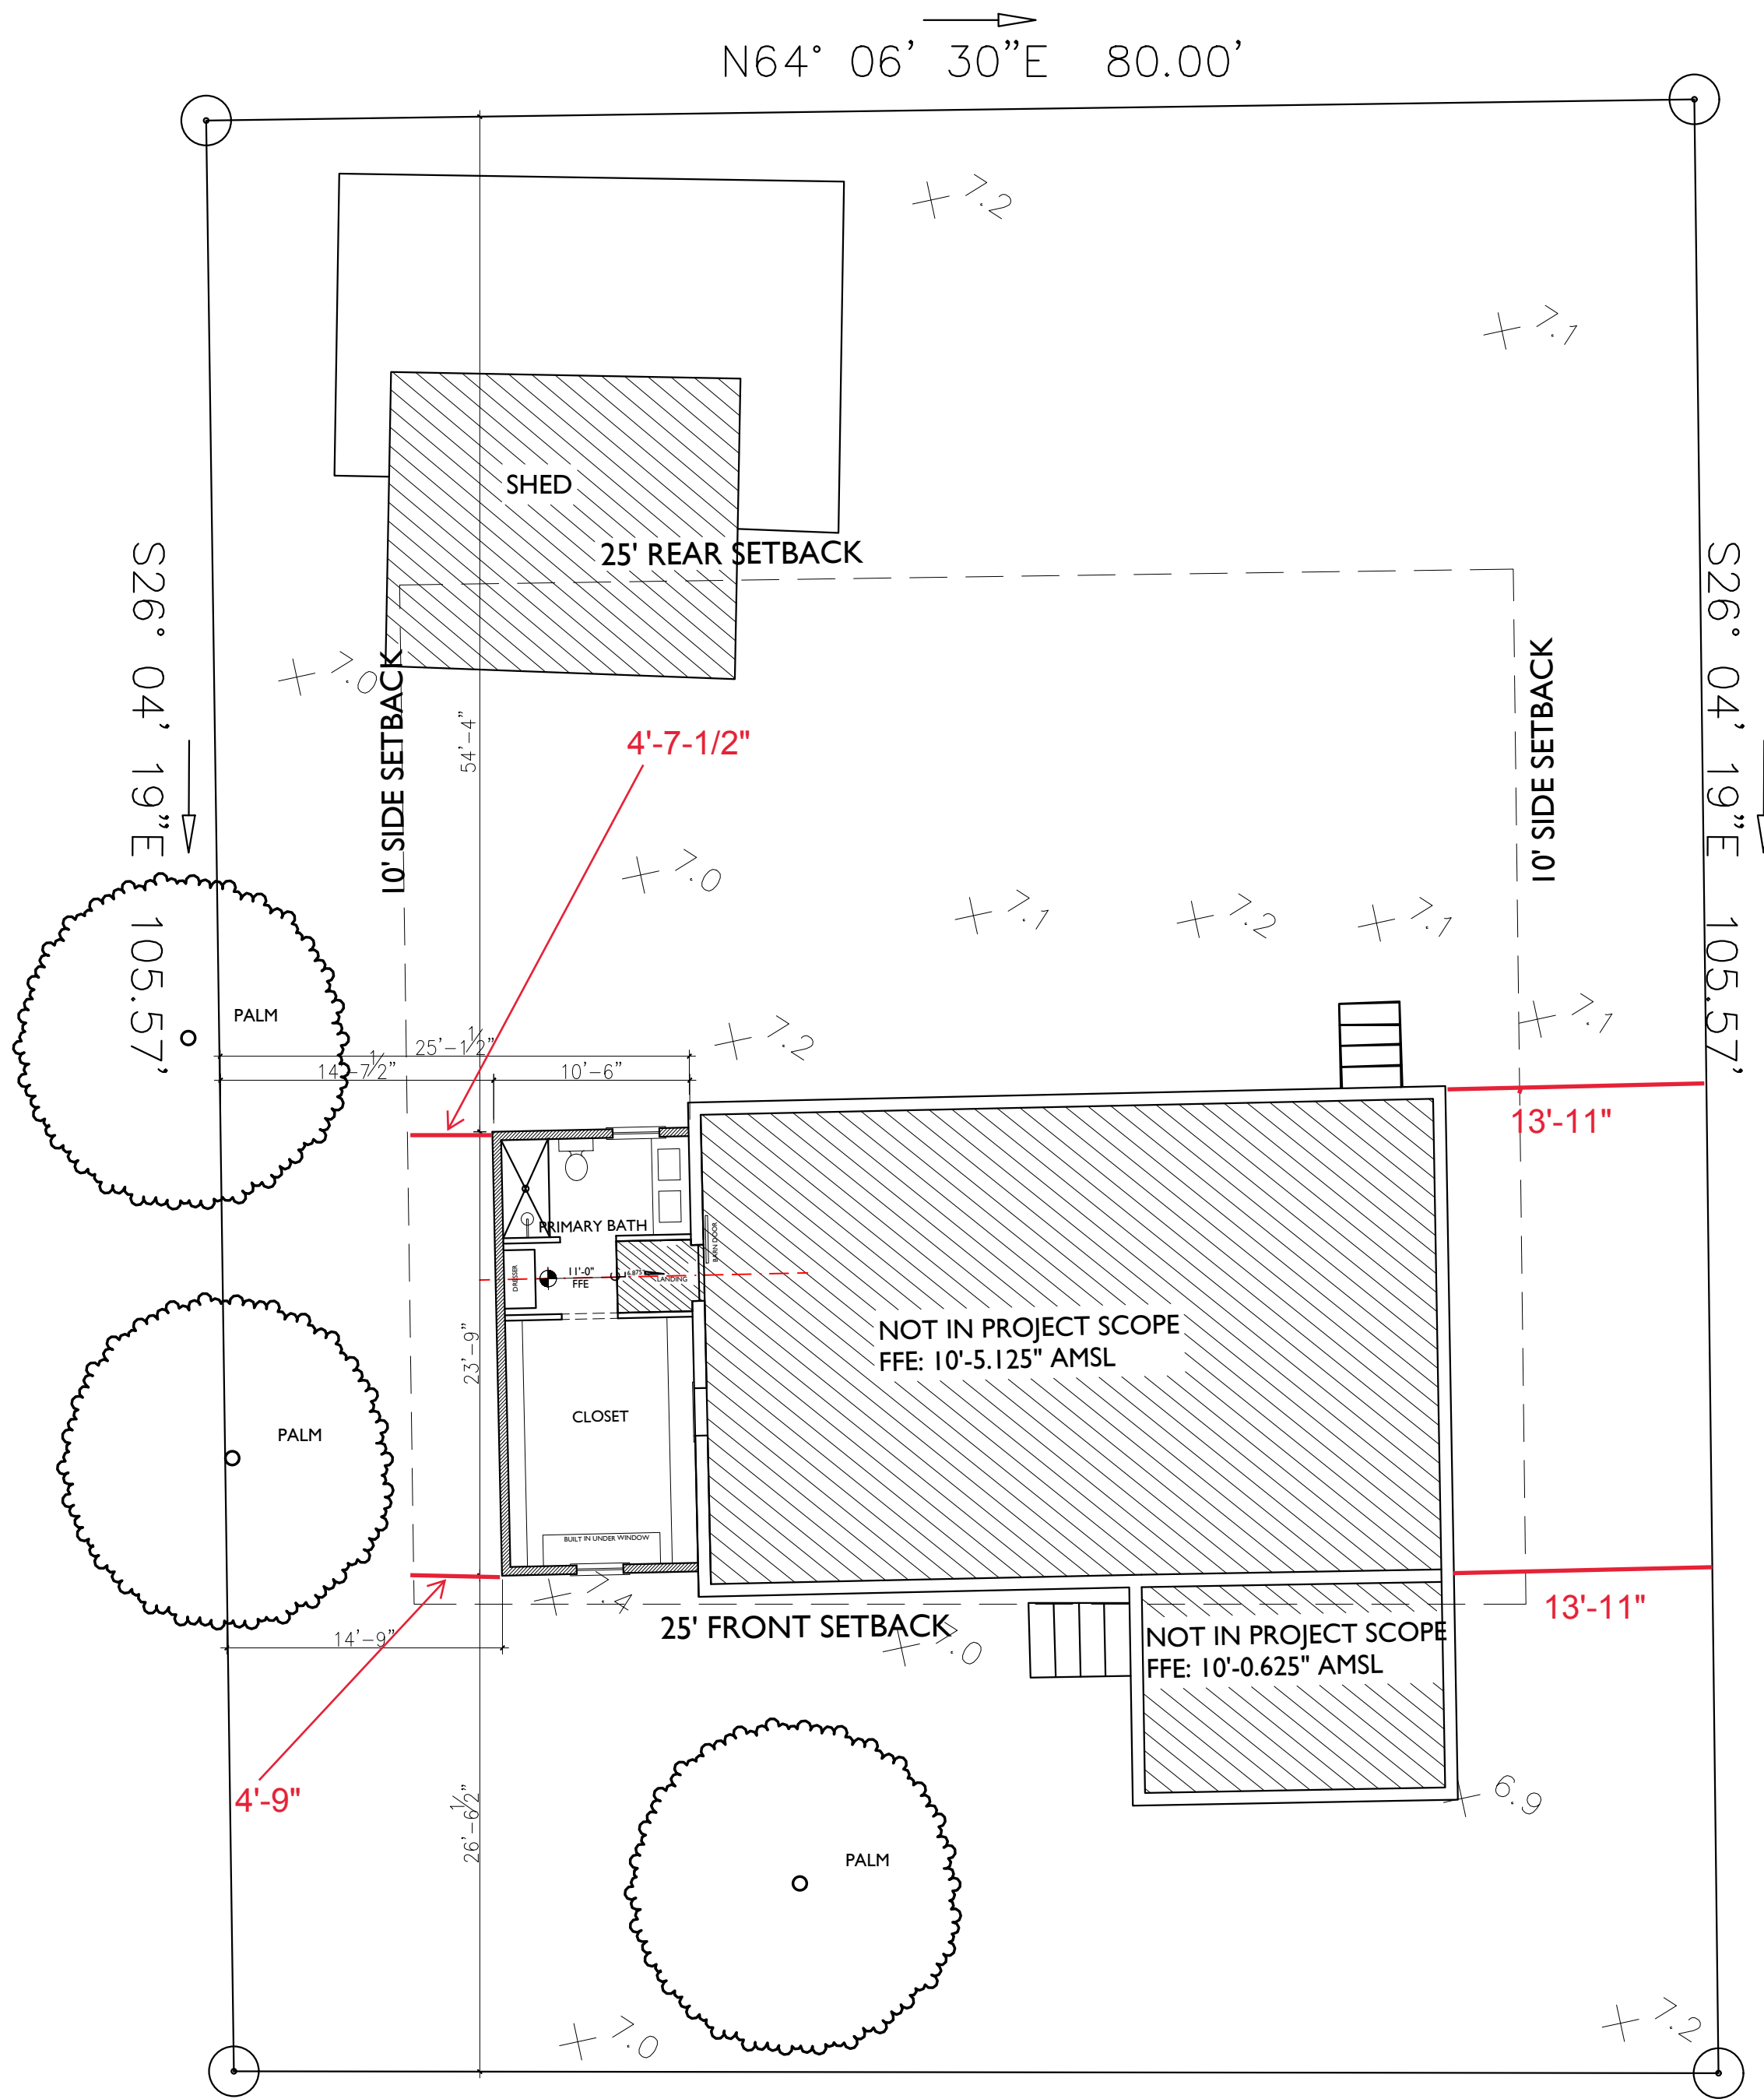 N64° 06’ 30”E 80.00’
7.2
7.1
SHED
25' REAR SETBACK
S26° 04’ 19”E 105.57’
S26° 04’ 19”E 105.57’
7.0
10' SIDE SETBACK
10' SIDE SETBACK
54’-4”
4'-7-1/2"
7.0
7.1
7.2
7.1
7.1
PALM
7.2
25’-1½”
14’-7½”
10’-6”
13'-11"
PRIMARY BATH
BARN DOOR
DRESSER
11'-0"
FFE
6.875"
LANDING
NOT IN PROJECT SCOPE
FFE: 10'-5.125" AMSL
23’-9”
CLOSET
PALM
BUILT IN UNDER WINDOW
7.4
13'-11"
25' FRONT SETBACK
7.0
14’-9”
NOT IN PROJECT SCOPE
FFE: 10'-0.625" AMSL
4'-9"
26’-6½”
6.9
PALM
7.0
7.2